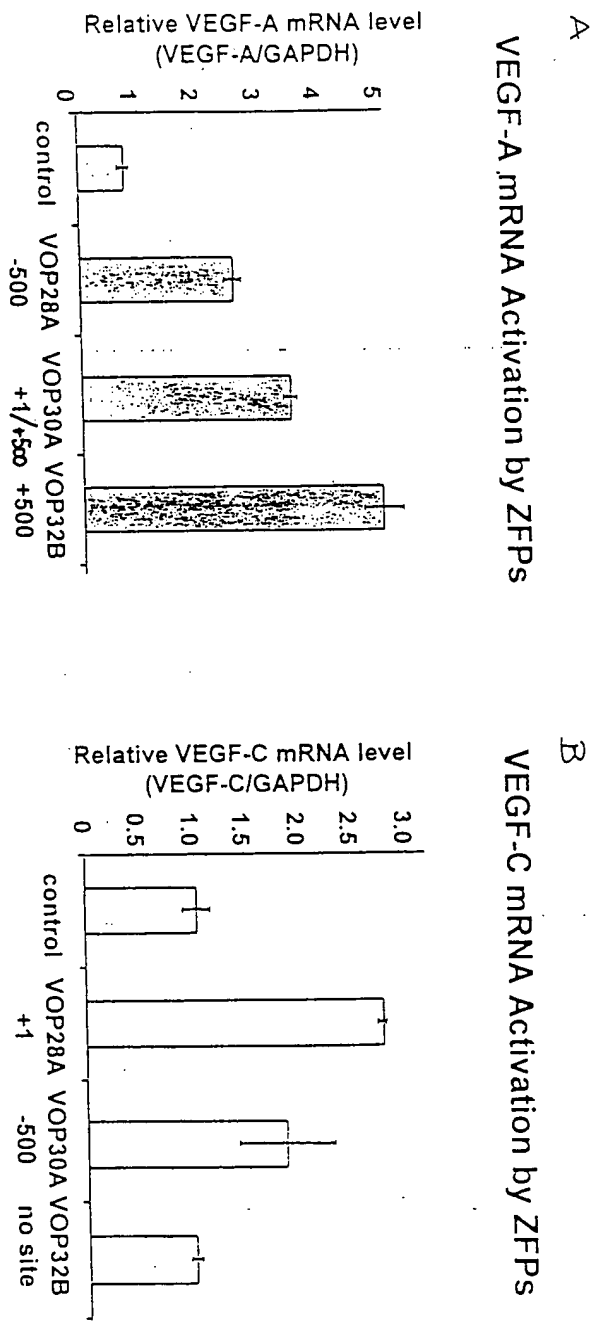 A
VEGF-A mRNA Activation by ZFPs
Relative VEGF-A mRNA level
(VEGF-A/GAPDH)
5
4
3
2
1
0
control VOP28A VOP30A VOP32B
-500 +1/+500 +500
B
VEGF-C mRNA Activation by ZFPs
Relative VEGF-C mRNA level
(VEGF-C/GAPDH)
3.0
2.5
2.0
1.5
1.0
0.5
0
control VOP28A VOP30A VOP32B
+1 -500 no site